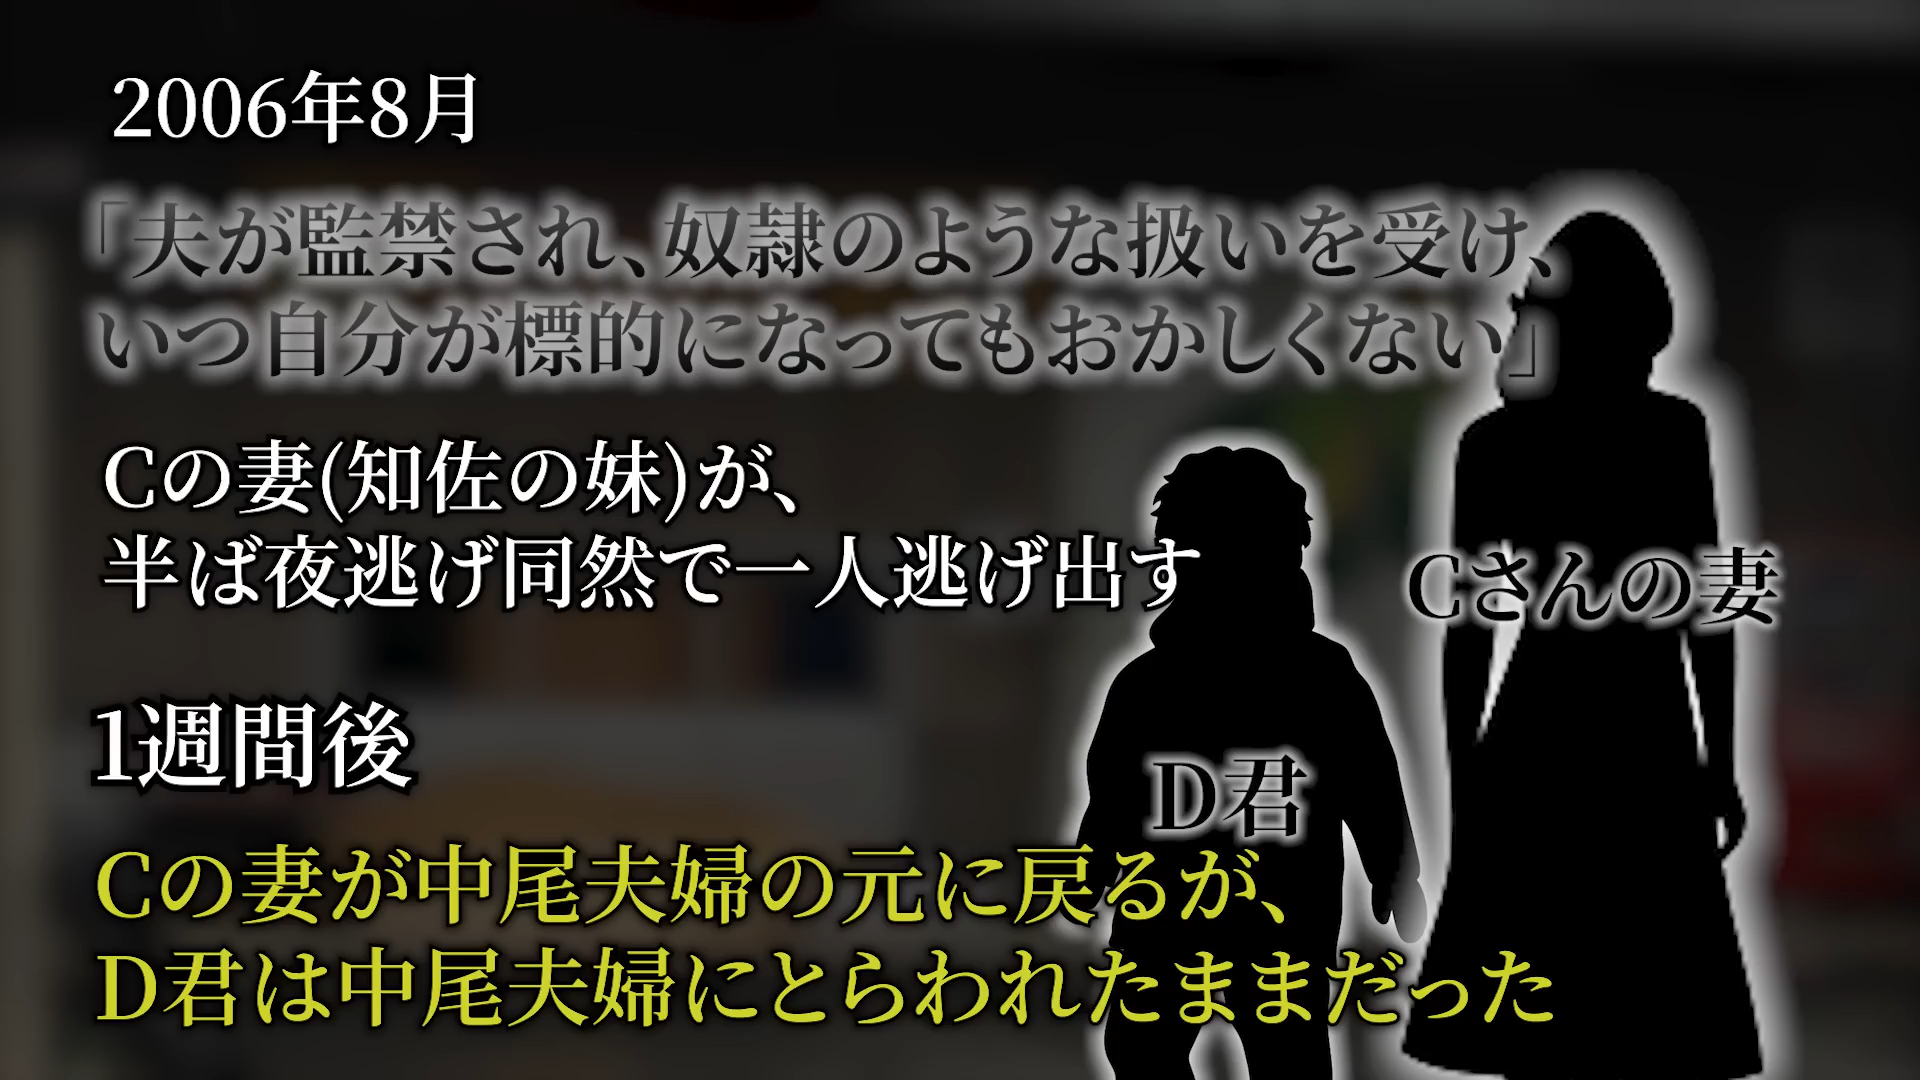 2006年8月
「夫が監禁され、奴隷のような扱いを受け、
いつ自分が標的になってもおかしくない」
Cの妻(知佐の妹)が、
半ば夜逃げ同然で一人逃げ出す
Cさんの妻
1週間後
D君
Cの妻が中尾夫婦の元に戻るが、
D君は中尾夫婦にとらわれたままだった